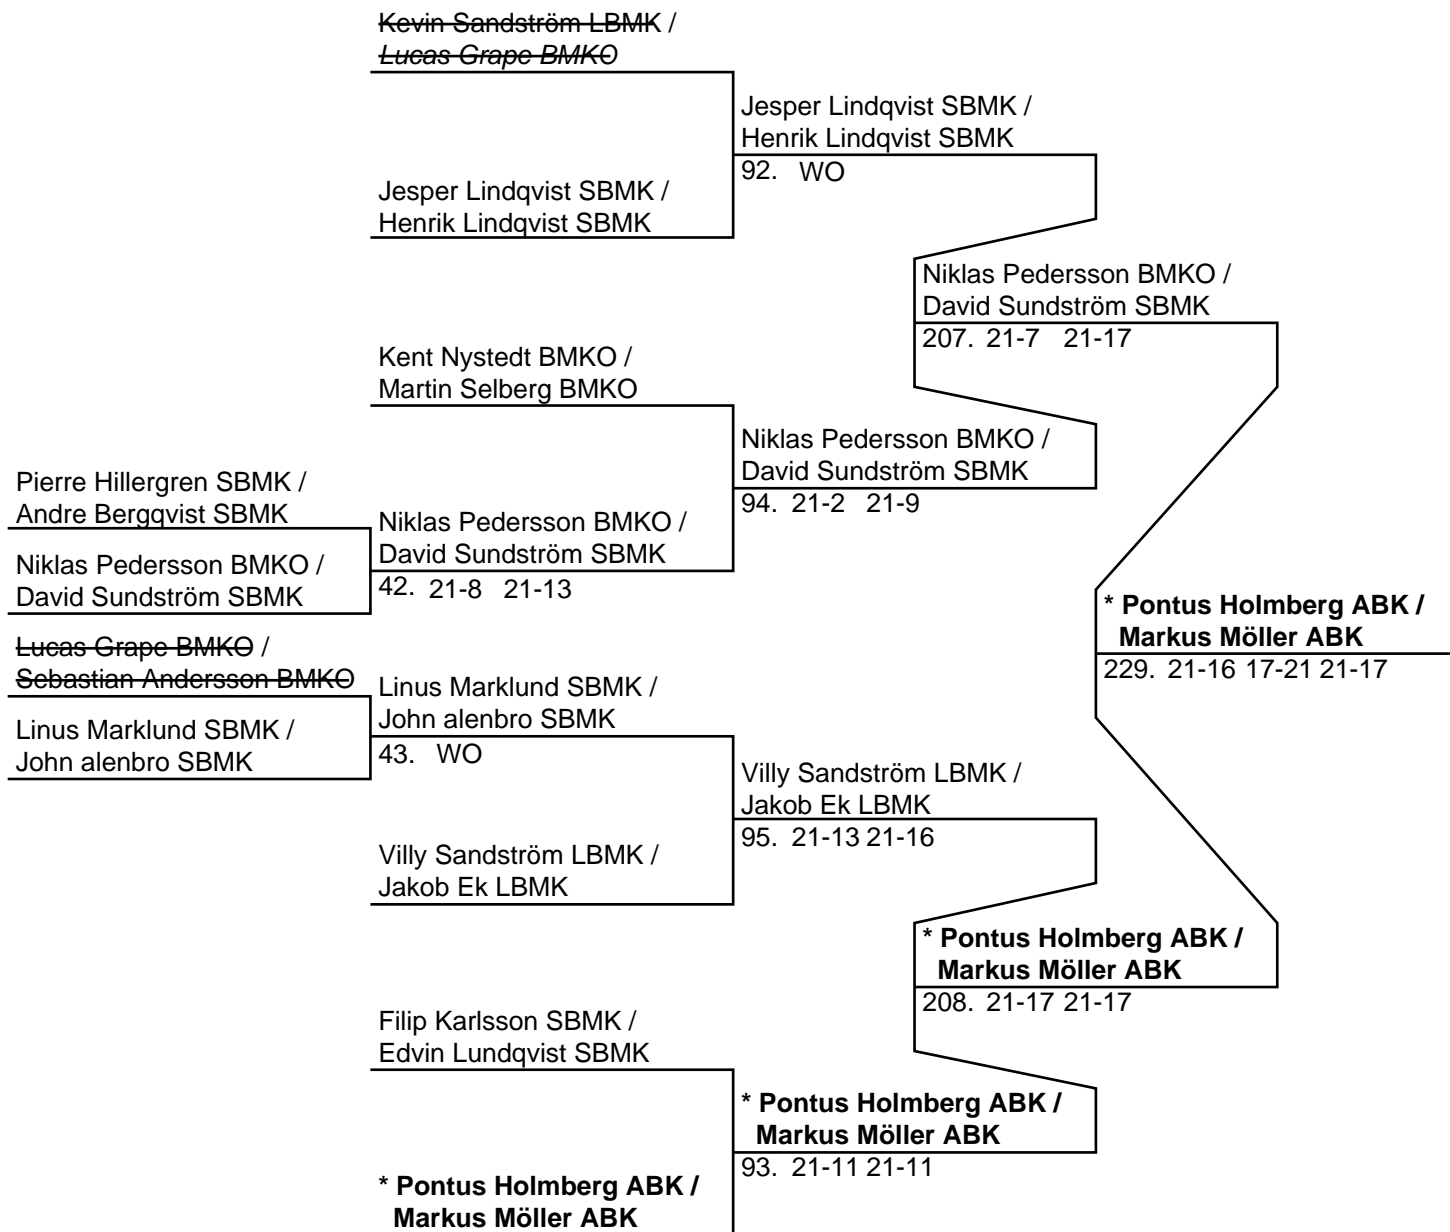 Kevin Sandström LBMK /
Lucas Grape BMKO
Jesper Lindqvist SBMK /
Henrik Lindqvist SBMK
92. WO
Jesper Lindqvist SBMK /
Henrik Lindqvist SBMK
Niklas Pedersson BMKO /
David Sundström SBMK
207. 21-7 21-17
Kent Nystedt BMKO /
Martin Selberg BMKO
Niklas Pedersson BMKO /
David Sundström SBMK
94. 21-2 21-9
Pierre Hillergren SBMK /
Andre Bergqvist SBMK
Niklas Pedersson BMKO /
David Sundström SBMK
42. 21-8 21-13
Niklas Pedersson BMKO /
David Sundström SBMK
* Pontus Holmberg ABK /
Markus Möller ABK
229. 21-16 17-21 21-17
Lucas Grape BMKO /
Sebastian Andersson BMKO
Linus Marklund SBMK /
John alenbro SBMK
43. WO
Linus Marklund SBMK /
John alenbro SBMK
Villy Sandström LBMK /
Jakob Ek LBMK
95. 21-13 21-16
Villy Sandström LBMK /
Jakob Ek LBMK
* Pontus Holmberg ABK /
Markus Möller ABK
208. 21-17 21-17
Filip Karlsson SBMK /
Edvin Lundqvist SBMK
* Pontus Holmberg ABK /
Markus Möller ABK
93. 21-11 21-11
* Pontus Holmberg ABK /
Markus Möller ABK